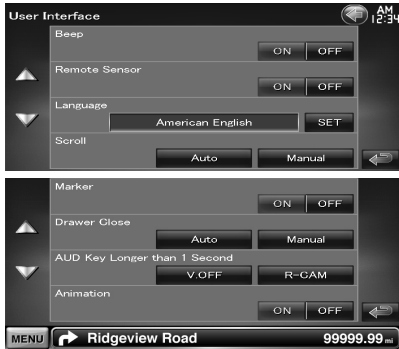 User Interface AM 12:34
Beep
ON OFF
Remote Sensor
ON OFF
Language
American English SET
Scroll
Auto Manual
Marker
ON OFF
Drawer Close
Auto Manual
AUD Key Longer than 1 Second
V.OFF R-CAM
Animation
ON OFF
MENU Ridgeview Road 99999.99 mi